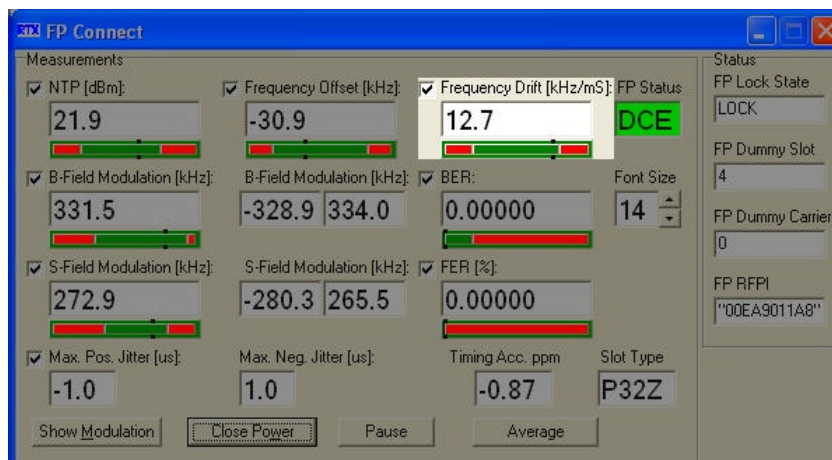 RTX FP Connect
Measurements
NTP [dBm]:
21.9
Frequency Offset [kHz]:
-30.9
Frequency Drift [kHz/mS]:
12.7
FP Status
DCE
B-Field Modulation [kHz]:
331.5
B-Field Modulation [kHz]:
-328.9 334.0
BER:
0.00000
Font Size
14
S-Field Modulation [kHz]:
272.9
S-Field Modulation [kHz]:
-280.3 265.5
FER [%]:
0.00000
Max. Pos. Jitter [us]:
-1.0
Max. Neg. Jitter [us]:
1.0
Timing Acc. ppm
-0.87
Slot Type
P32Z
Show Modulation
Close Power
Pause
Average
Status
FP Lock State
LOCK
FP Dummy Slot
4
FP Dummy Carrier
0
FP RFPI
"00EA9011A8"